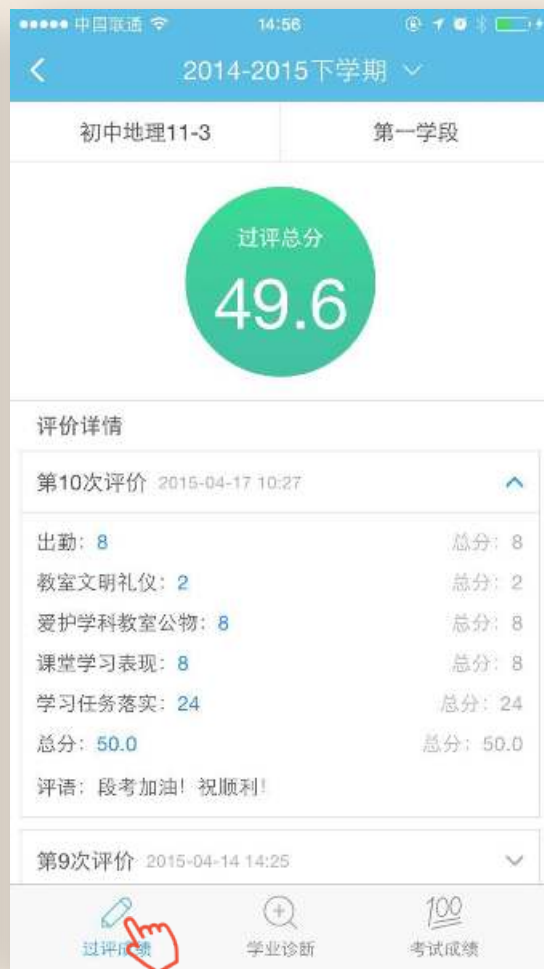 中国联通 14:56
2014-2015下学期
初中地理11-3 第一学段
过评总分
49.6
评价详情
第10次评价 2015-04-17 10:27
出勤：8 总分：8
教室文明礼仪：2 总分：2
爱护学科教室公物：8 总分：8
课堂学习表现：8 总分：8
学习任务落实：24 总分：24
总分：50.0 总分：50.0
评语：段考加油！祝顺利！
第9次评价 2015-04-14 14:25
100
过评成绩 学业诊断 考试成绩